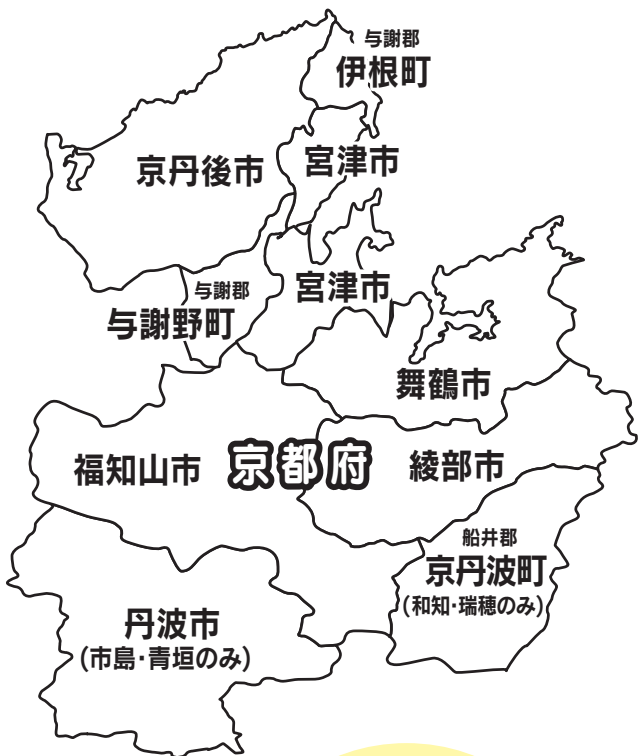 与謝郡
伊根町
京丹後市
宮津市
与謝郡
宮津市
与謝野町
舞鶴市
福知山市
京都府
綾部市
船井郡
京丹波町
(和知・瑞穂のみ)
丹波市
(市島・青垣のみ)